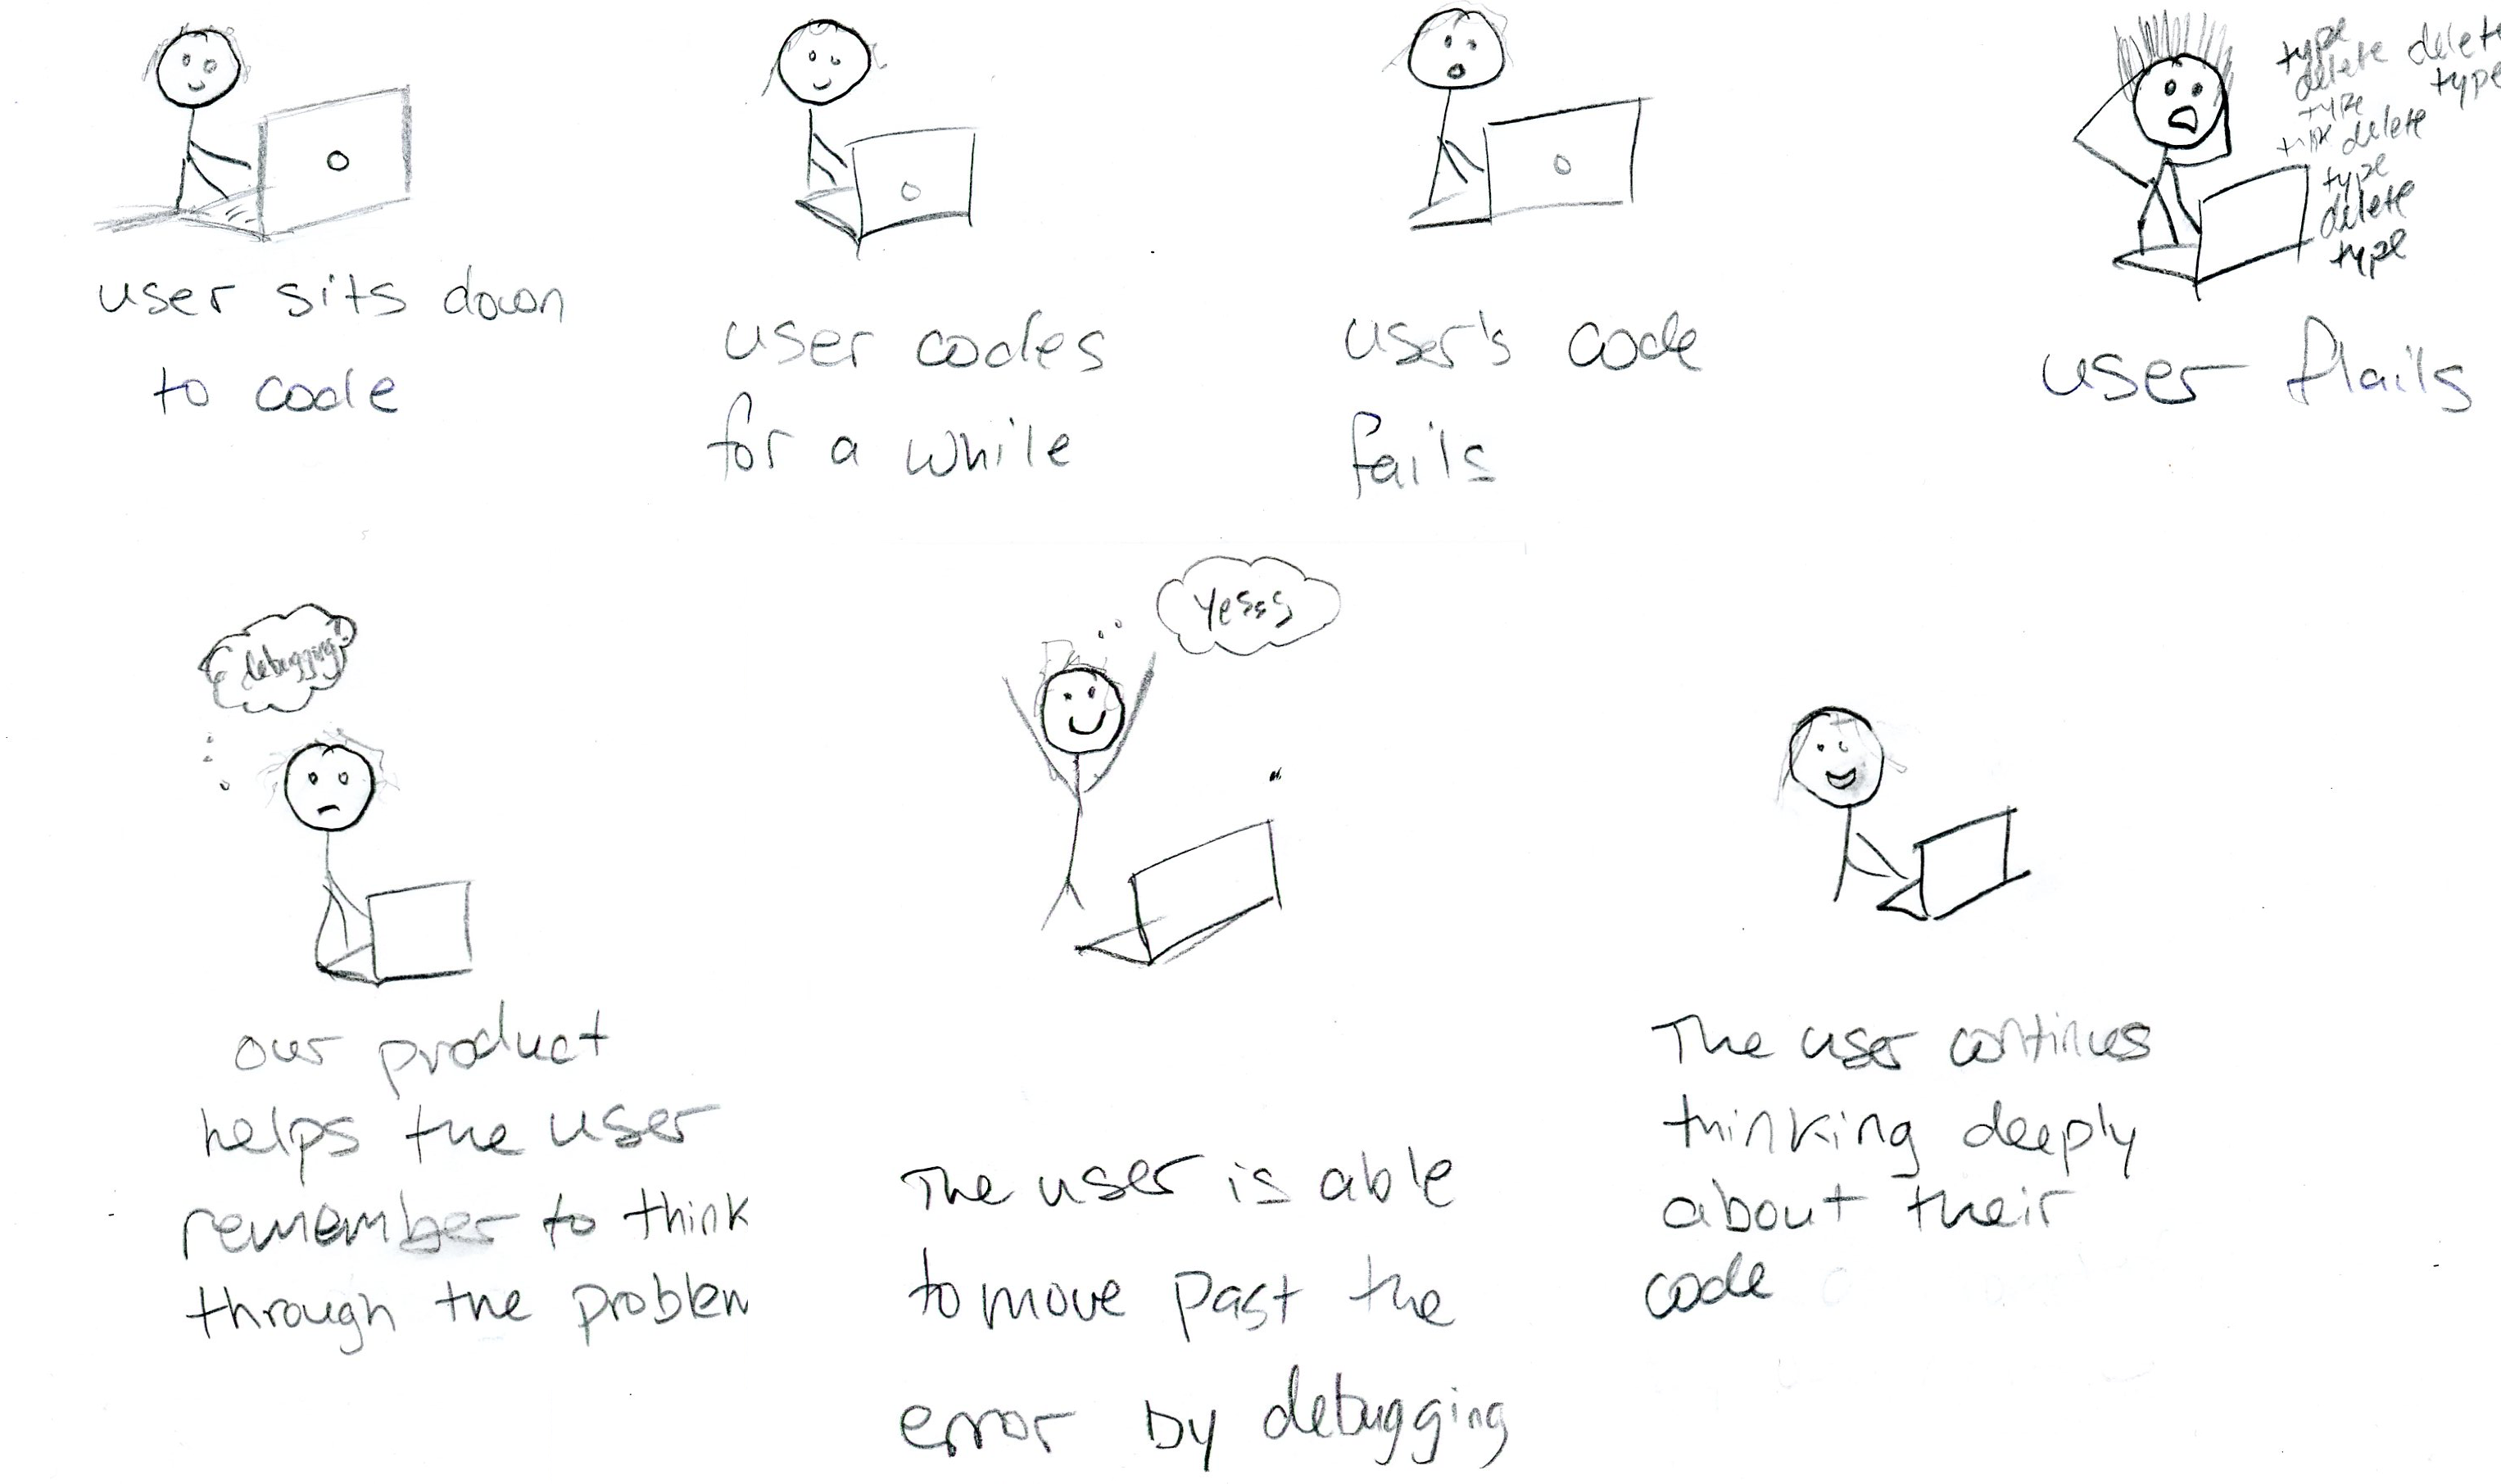 user sits down
to code
user codes
for a while
user's code
fails
type
delete delete
type type
type delete
type
delete
type
user flails
debugging
our product
helps the user
remember to think
through the problem
yesss
The user is able
to move past the
error by debugging
The user continues
thinking deeply
about their
code